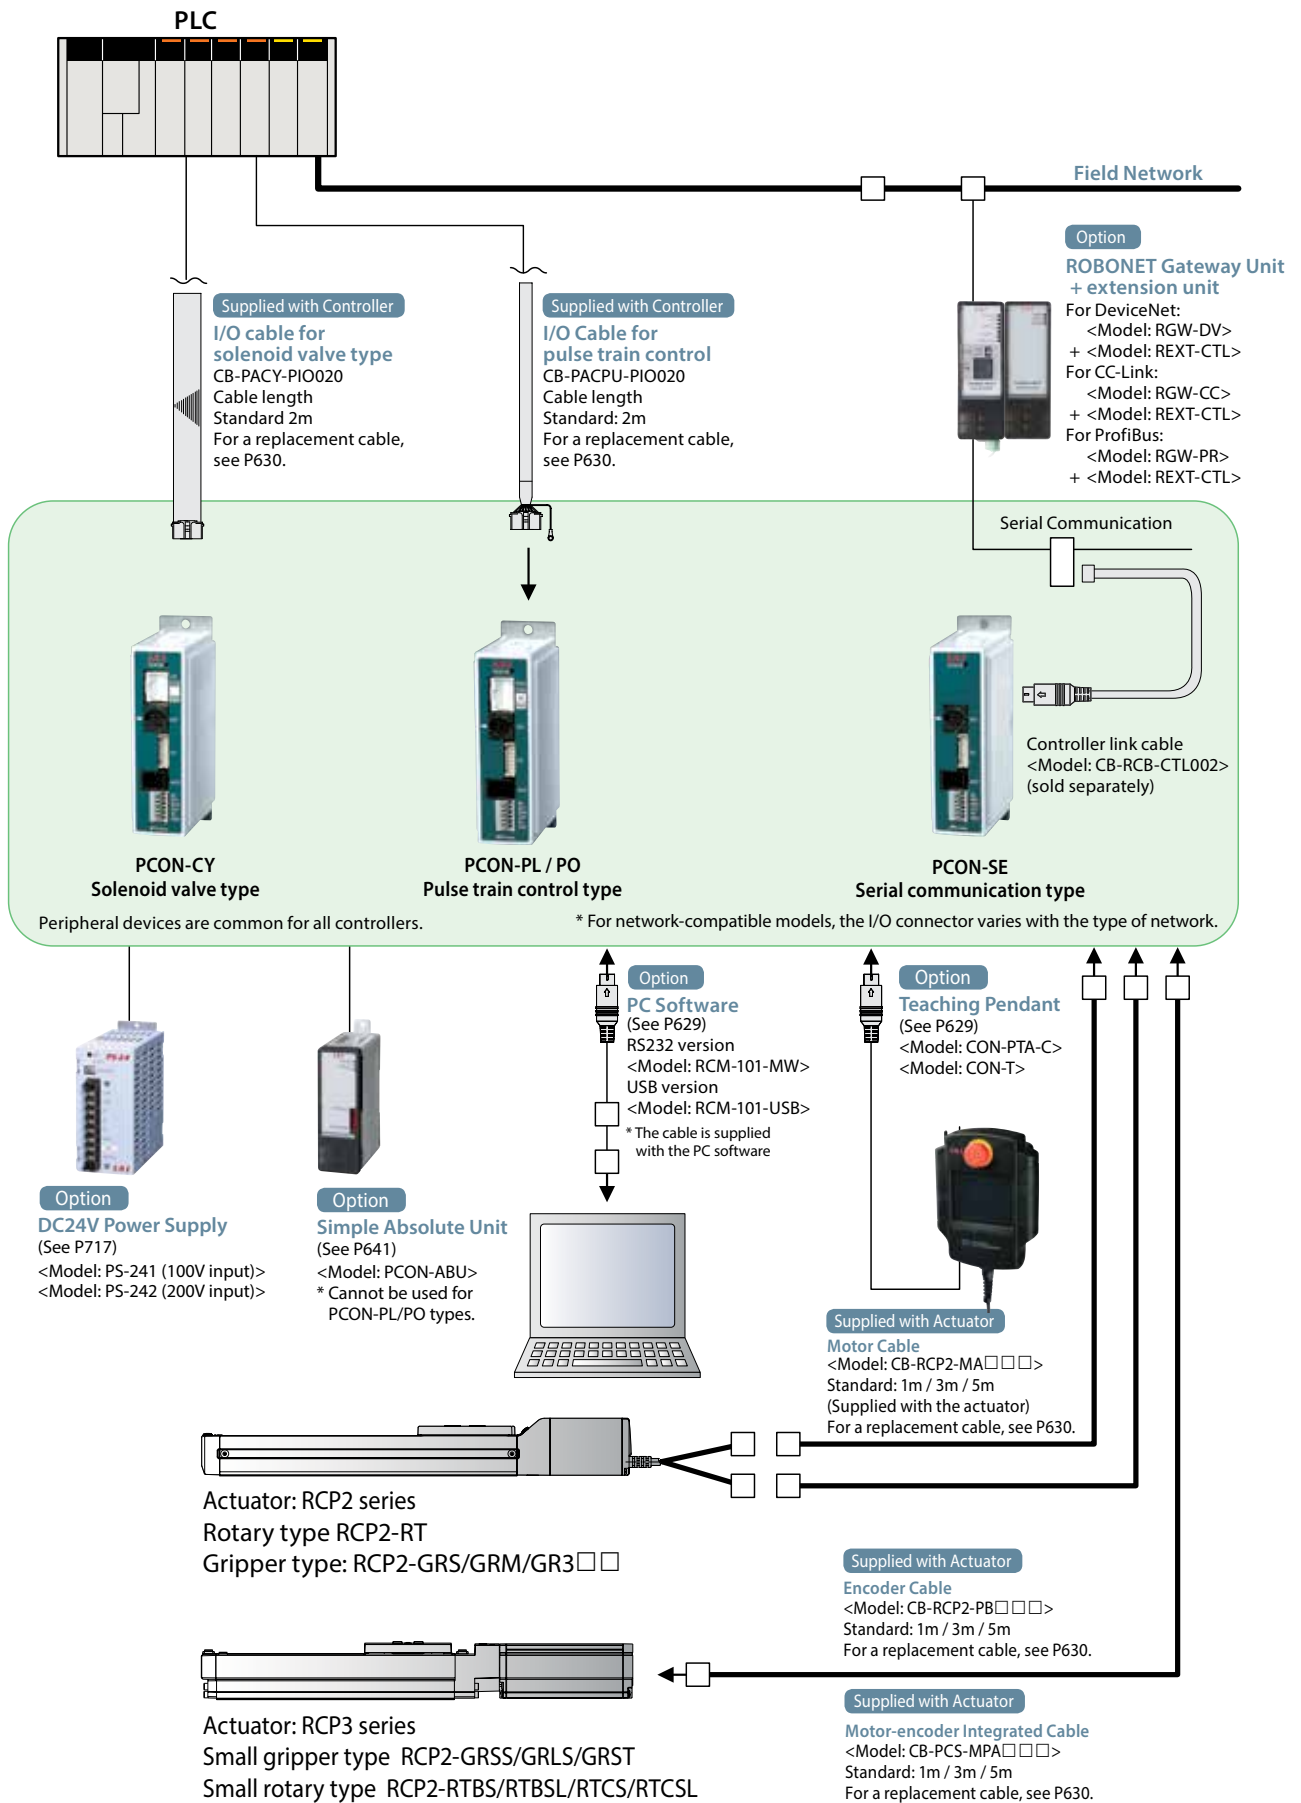 PLC
Field Network
Option
ROBONET Gateway Unit
+ extension unit
For DeviceNet:
<Model: RGW-DV>
+ <Model: REXT-CTL>
For CC-Link:
<Model: RGW-CC>
+ <Model: REXT-CTL>
For ProfiBus:
<Model: RGW-PR>
+ <Model: REXT-CTL>
Supplied with Controller
I/O cable for
solenoid valve type
CB-PACY-PIO020
Cable length
Standard 2m
For a replacement cable,
see P630.
Supplied with Controller
I/O Cable for
pulse train control
CB-PACPU-PIO020
Cable length
Standard: 2m
For a replacement cable,
see P630.
Serial Communication
Controller link cable
<Model: CB-RCB-CTL002>
(sold separately)
PCON-CY
Solenoid valve type
PCON-PL / PO
Pulse train control type
PCON-SE
Serial communication type
Peripheral devices are common for all controllers.
* For network-compatible models, the I/O connector varies with the type of network.
Option
PC Software
(See P629)
RS232 version
<Model: RCM-101-MW>
USB version
<Model: RCM-101-USB>
* The cable is supplied
with the PC software
Option
Teaching Pendant
(See P629)
<Model: CON-PTA-C>
<Model: CON-T>
PS-24
Option
DC24V Power Supply
(See P717)
<Model: PS-241 (100V input)>
<Model: PS-242 (200V input)>
Option
Simple Absolute Unit
(See P641)
<Model: PCON-ABU>
* Cannot be used for
PCON-PL/PO types.
Supplied with Actuator
Motor Cable
<Model: CB-RCP2-MA□□□>
Standard: 1m / 3m / 5m
(Supplied with the actuator)
For a replacement cable, see P630.
Actuator: RCP2 series
Rotary type RCP2-RT
Gripper type: RCP2-GRS/GRM/GR3□□
Supplied with Actuator
Encoder Cable
<Model: CB-RCP2-PB□□□>
Standard: 1m / 3m / 5m
For a replacement cable, see P630.
Actuator: RCP3 series
Small gripper type RCP2-GRSS/GRLS/GRST
Small rotary type RCP2-RTBS/RTBSL/RTCS/RTCSL
Supplied with Actuator
Motor-encoder Integrated Cable
<Model: CB-PCS-MPA□□□>
Standard: 1m / 3m / 5m
For a replacement cable, see P630.